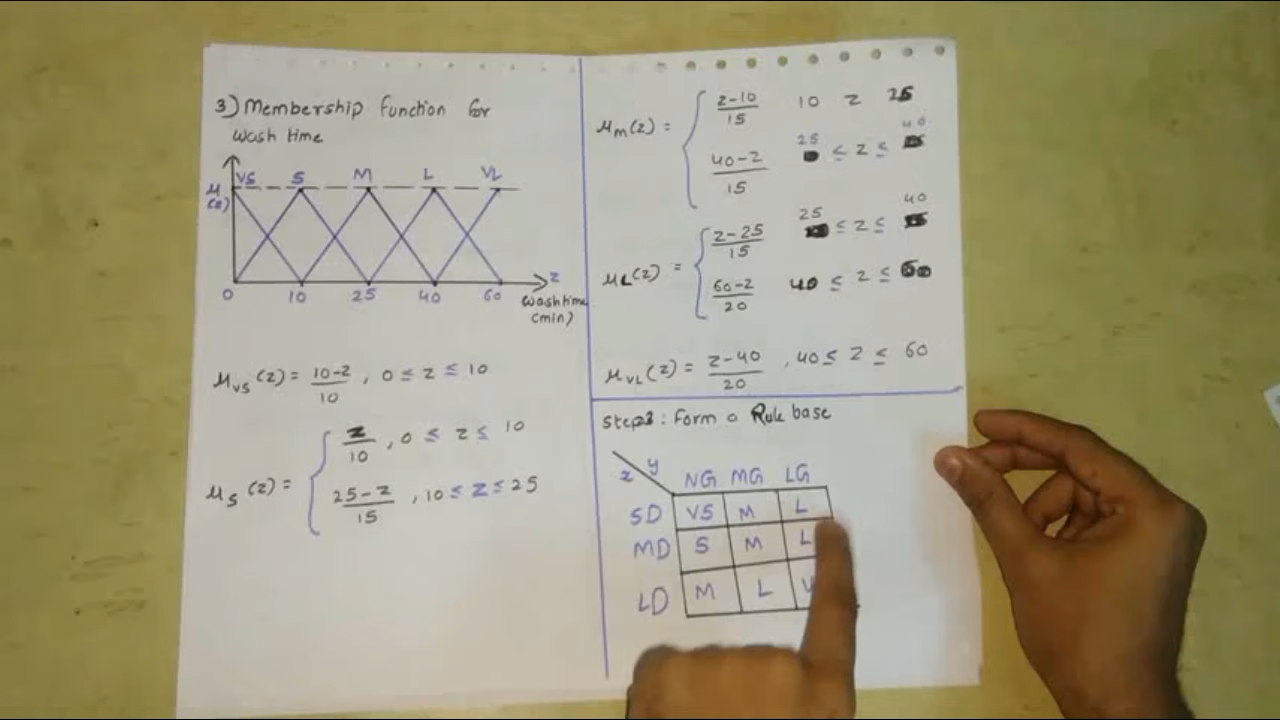 3) Membership Function for
Wash time
μ(z)
VS S M L VL
0 10 25 40 60
z
Wash time
(min)
μVS(z) = 10-z/10 , 0 ≤ z ≤ 10
μS(z) = z/10 , 0 ≤ z ≤ 10
25-z/15 , 10 ≤ z ≤ 25
μm(z) = z-10/15 10 z 25
40-z/15 25 ≤ z ≤ 40
μL(z) = z-25/15 25 ≤ z ≤ 40
60-z/20 40 ≤ z ≤ 60
μVL(z) = z-40/20 , 40 ≤ z ≤ 60
Step3: Form a Rule base
x y NG MG LG
SD VS M L
MD S M L
LD M L